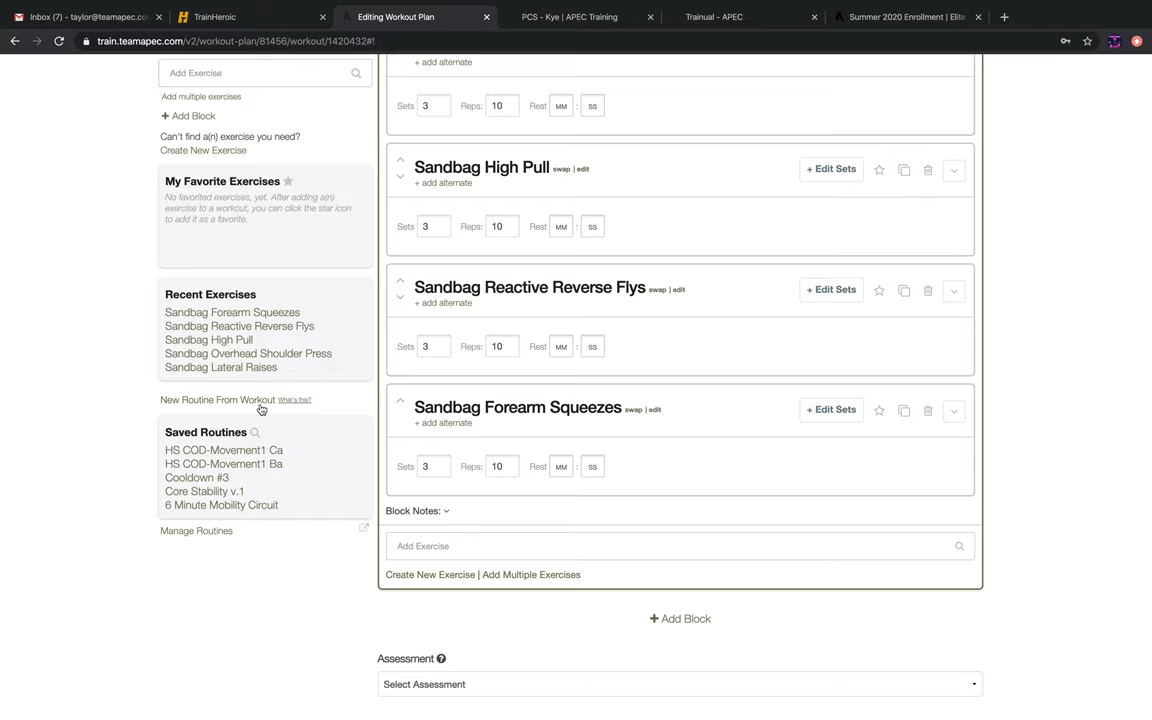 Inbox (7) - taylor@teamapec.co
TrainHeroic
Editing Workout Plan
PCS - Kye | APEC Training
Trainual - APEC
Summer 2020 Enrollment | Elite
train.teamapec.com/v2/workout-plan/81456/workout/1420432#!
Add Exercise
Add multiple exercises
+ Add Block
Can't find a(n) exercise you need?
Create New Exercise
My Favorite Exercises
No favorited exercises, yet. After adding a(n)
exercise to a workout, you can click the star icon
to add it as a favorite.
Recent Exercises
Sandbag Forearm Squeezes
Sandbag Reactive Reverse Flys
Sandbag High Pull
Sandbag Overhead Shoulder Press
Sandbag Lateral Raises
New Routine From Workout What's this?
Saved Routines
HS COD-Movement1 Ca
HS COD-Movement1 Ba
Cooldown #3
Core Stability v.1
6 Minute Mobility Circuit
Manage Routines
+ add alternate
Sets 3 Reps: 10 Rest MM : SS
Sandbag High Pull swap | edit
+ Edit Sets
+ add alternate
Sets 3 Reps: 10 Rest MM : SS
Sandbag Reactive Reverse Flys swap | edit
+ Edit Sets
+ add alternate
Sets 3 Reps: 10 Rest MM : SS
Sandbag Forearm Squeezes swap | edit
+ Edit Sets
+ add alternate
Sets 3 Reps: 10 Rest MM : SS
Block Notes:
Add Exercise
Create New Exercise | Add Multiple Exercises
+ Add Block
Assessment
Select Assessment